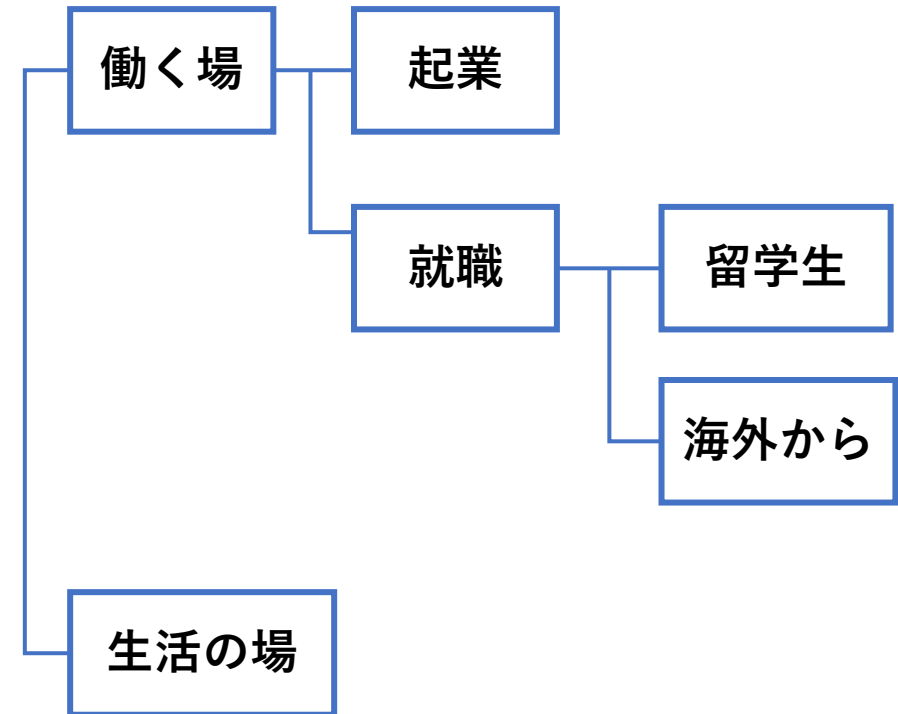 働く場
起業
就職
留学生
海外から
生活の場